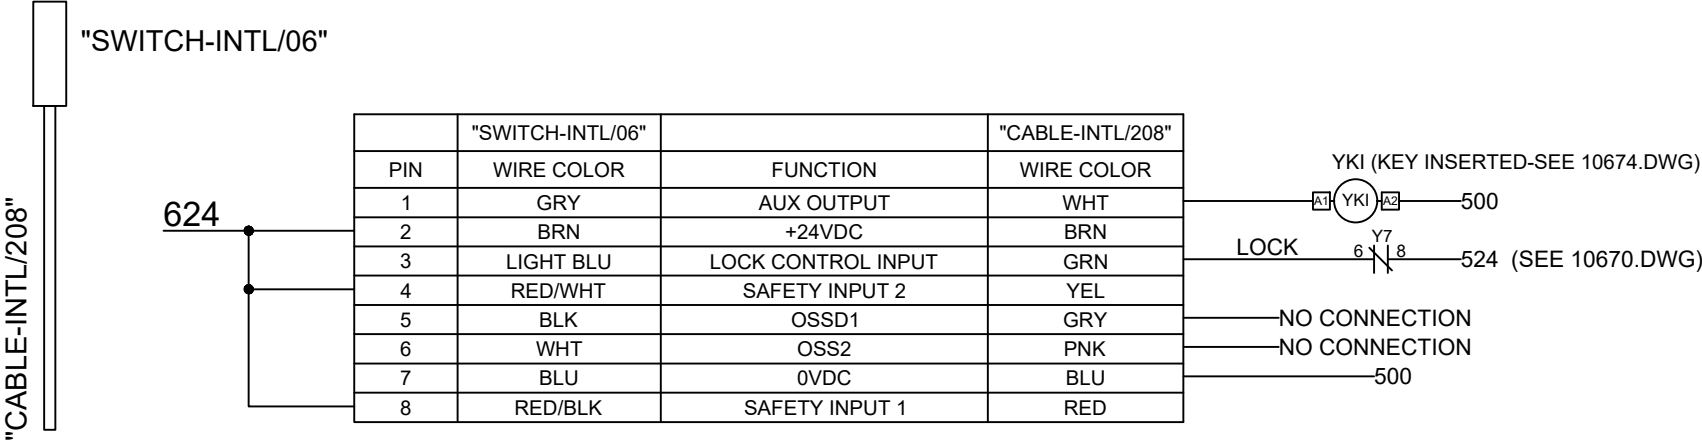 "SWITCH-INTL/06"
"CABLE-INTL/208"
624
"SWITCH-INTL/06" "CABLE-INTL/208"
PIN WIRE COLOR FUNCTION WIRE COLOR
1 GRY AUX OUTPUT WHT
2 BRN +24VDC BRN
3 LIGHT BLU LOCK CONTROL INPUT GRN
4 RED/WHT SAFETY INPUT 2 YEL
5 BLK OSSD1 GRY
6 WHT OSS2 PNK
7 BLU 0VDC BLU
8 RED/BLK SAFETY INPUT 1 RED
YKI (KEY INSERTED-SEE 10674.DWG)
A1 YKI A2 500
Y7
LOCK 6 8 524 (SEE 10670.DWG)
NO CONNECTION
NO CONNECTION
500